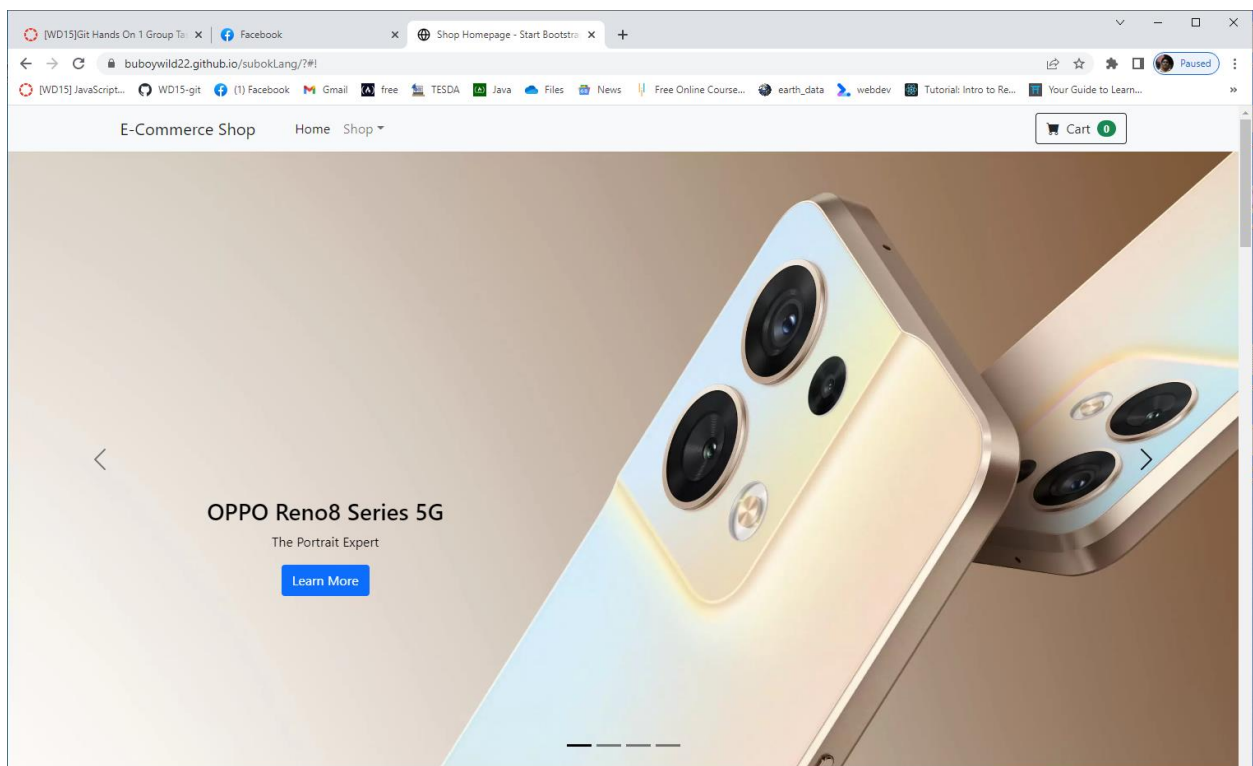 [WD15]Git Hands On 1 Group Ta
Facebook
Shop Homepage - Start Bootstra
buboywild22.github.io/subokLang/?#!
Paused
[WD15] JavaScript...
WD15-git
(1) Facebook
Gmail
free
TESDA
Java
Files
News
Free Online Course...
earth_data
webdev
Tutorial: Intro to Re...
Your Guide to Learn...
E-Commerce Shop
Home
Shop
Cart 0
OPPO Reno8 Series 5G
The Portrait Expert
Learn More